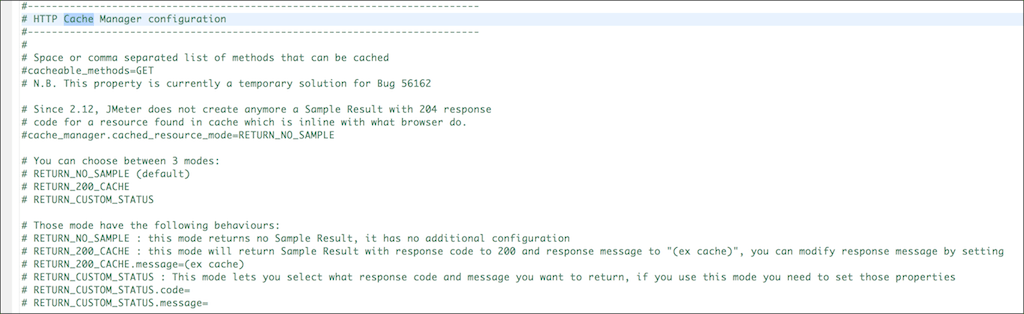 #---------------------------------------------------------------------------
# HTTP Cache Manager configuration
#---------------------------------------------------------------------------
#
# Space or comma separated list of methods that can be cached
#cacheable_methods=GET
# N.B. This property is currently a temporary solution for Bug 56162
# Since 2.12, JMeter does not create anymore a Sample Result with 204 response
# code for a resource found in cache which is inline with what browser do.
#cache_manager.cached_resource_mode=RETURN_NO_SAMPLE
# You can choose between 3 modes:
# RETURN_NO_SAMPLE (default)
# RETURN_200_CACHE
# RETURN_CUSTOM_STATUS
# Those mode have the following behaviours:
# RETURN_NO_SAMPLE : this mode returns no Sample Result, it has no additional configuration
# RETURN_200_CACHE : this mode will return Sample Result with response code to 200 and response message to "(ex cache)", you can modify response message by setting
# RETURN_200_CACHE.message=(ex cache)
# RETURN_CUSTOM_STATUS : This mode lets you select what response code and message you want to return, if you use this mode you need to set those properties
# RETURN_CUSTOM_STATUS.code=
# RETURN_CUSTOM_STATUS.message=